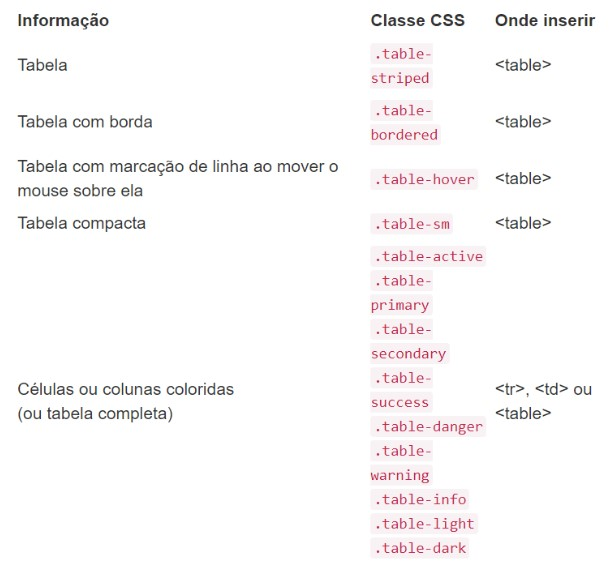 Informação Classe CSS Onde inserir
Tabela .table-striped <table>
Tabela com borda .table-bordered <table>
Tabela com marcação de linha ao mover o
mouse sobre ela .table-hover <table>
Tabela compacta .table-sm <table>
Células ou colunas coloridas
(ou tabela completa)
.table-active
.table-
primary
.table-
secondary
.table-
success
.table-danger
.table-
warning
.table-info
.table-light
.table-dark
<tr>, <td> ou
<table>